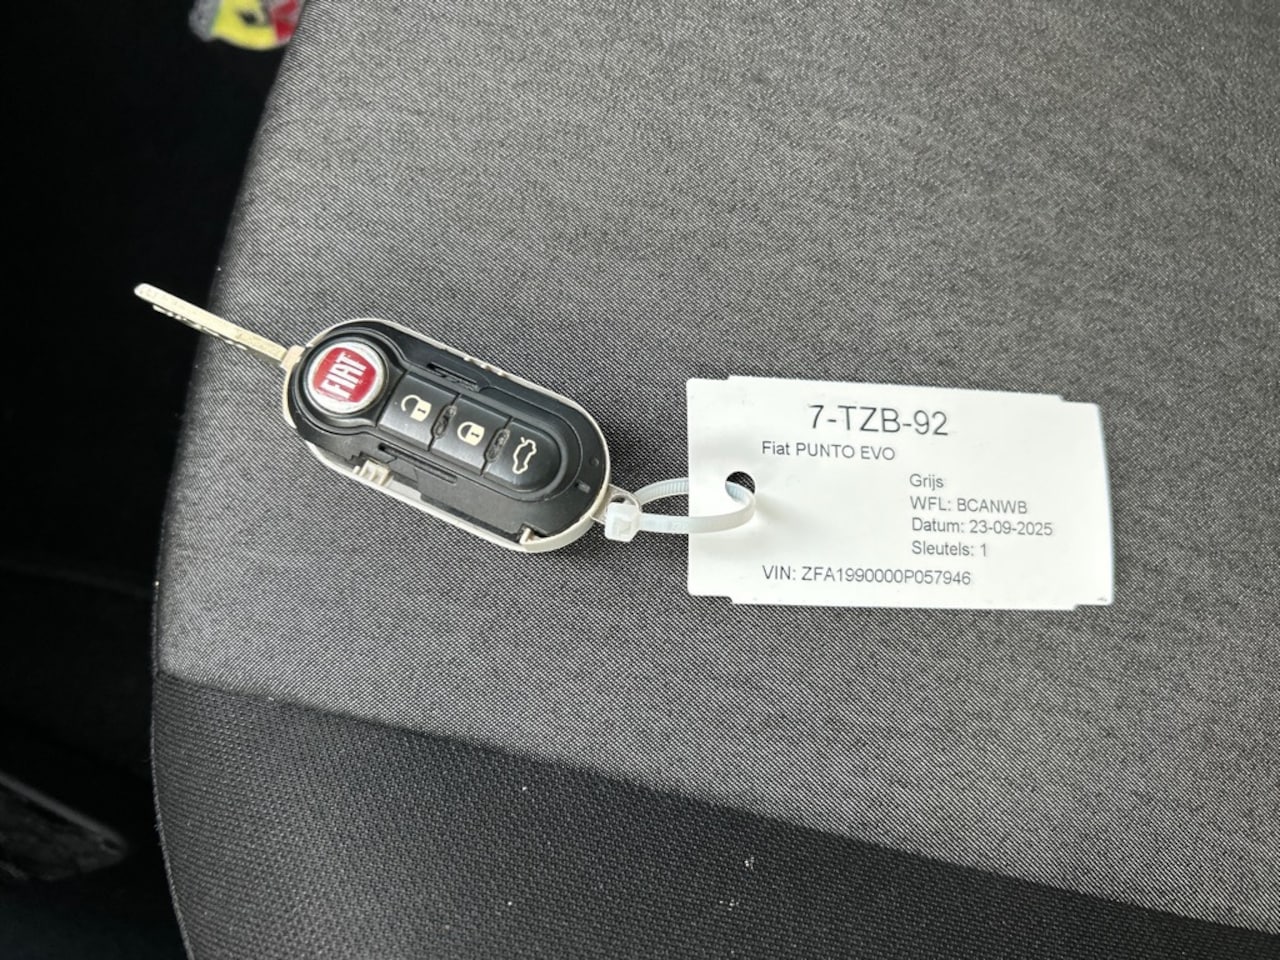 FIAT
7-TZB-92
Fiat PUNTO EVO
Grijs
WFL: BCANWB
Datum: 23-09-2025
Sleutels: 1
VIN: ZFA1990000P057946